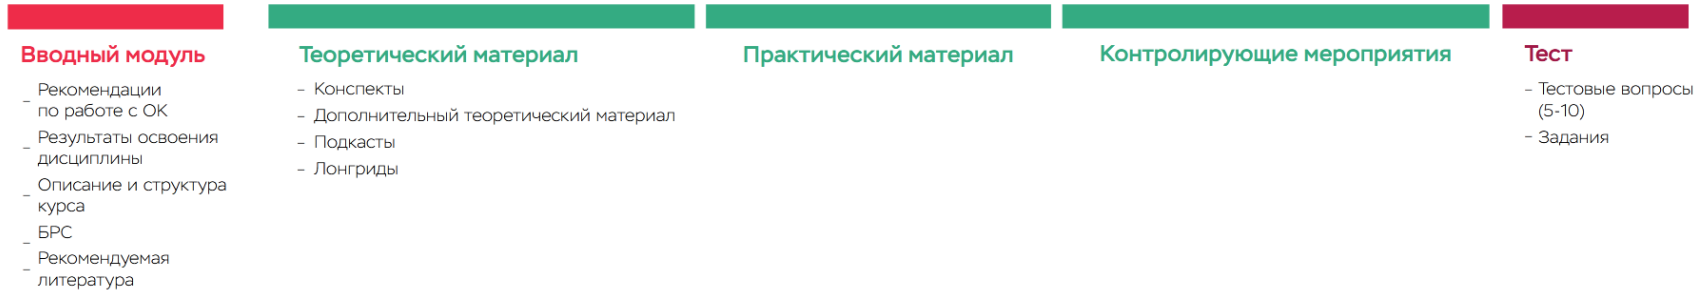 Вводный модуль
– Рекомендации
по работе с ОК
– Результаты освоения
дисциплины
– Описание и структура
курса
– БРС
– Рекомендуемая
литература
Теоретический материал
– Конспекты
– Дополнительный теоретический материал
– Подкасты
– Лонгриды
Практический материал
Контролирующие мероприятия
Тест
– Тестовые вопросы
(5-10)
– Задания